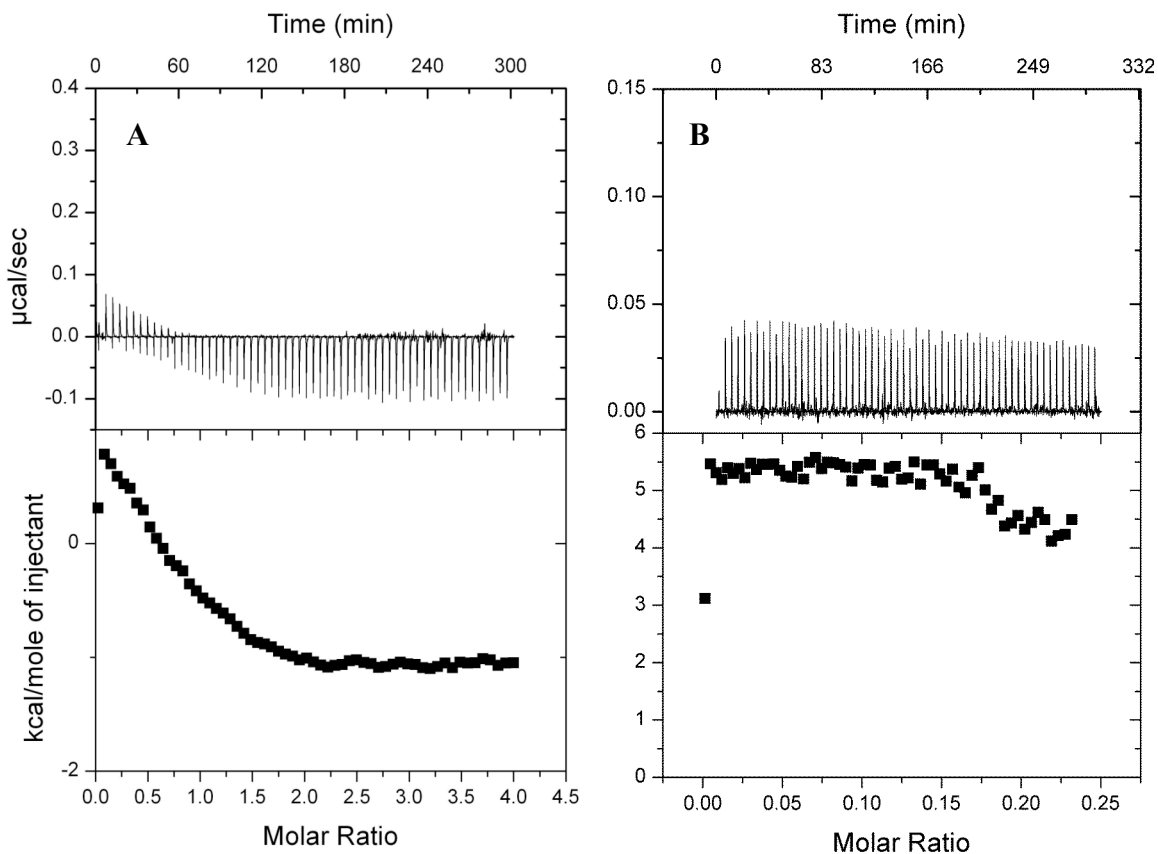 Time (min)
0 60 120 180 240 300
0.4
0.3
0.2
0.1
0.0
-0.1
A
µcal/sec
0
-2
kcal/mole of injectant
0.0 0.5 1.0 1.5 2.0 2.5 3.0 3.5 4.0 4.5
Molar Ratio
Time (min)
0 83 166 249 332
0.15
0.10
0.05
0.00
B
6
5
4
3
2
1
0
0.00 0.05 0.10 0.15 0.20 0.25
Molar Ratio